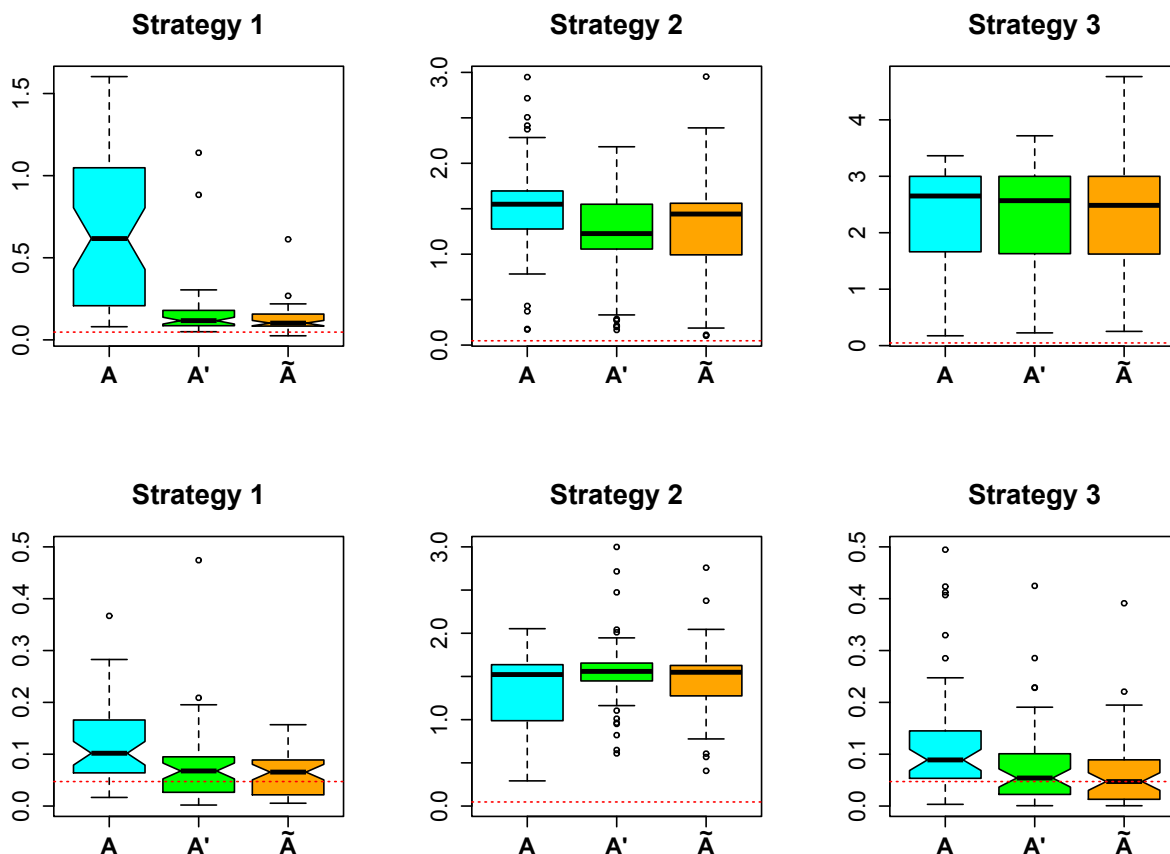 Strategy 1
0.0 0.5 1.0 1.5
A A' Ã
Strategy 2
0.0 1.0 2.0 3.0
A A' Ã
Strategy 3
0 1 2 3 4
A A' Ã
Strategy 1
0.0 0.1 0.2 0.3 0.4 0.5
A A' Ã
Strategy 2
0.0 1.0 2.0 3.0
A A' Ã
Strategy 3
0.0 0.1 0.2 0.3 0.4 0.5
A A' Ã